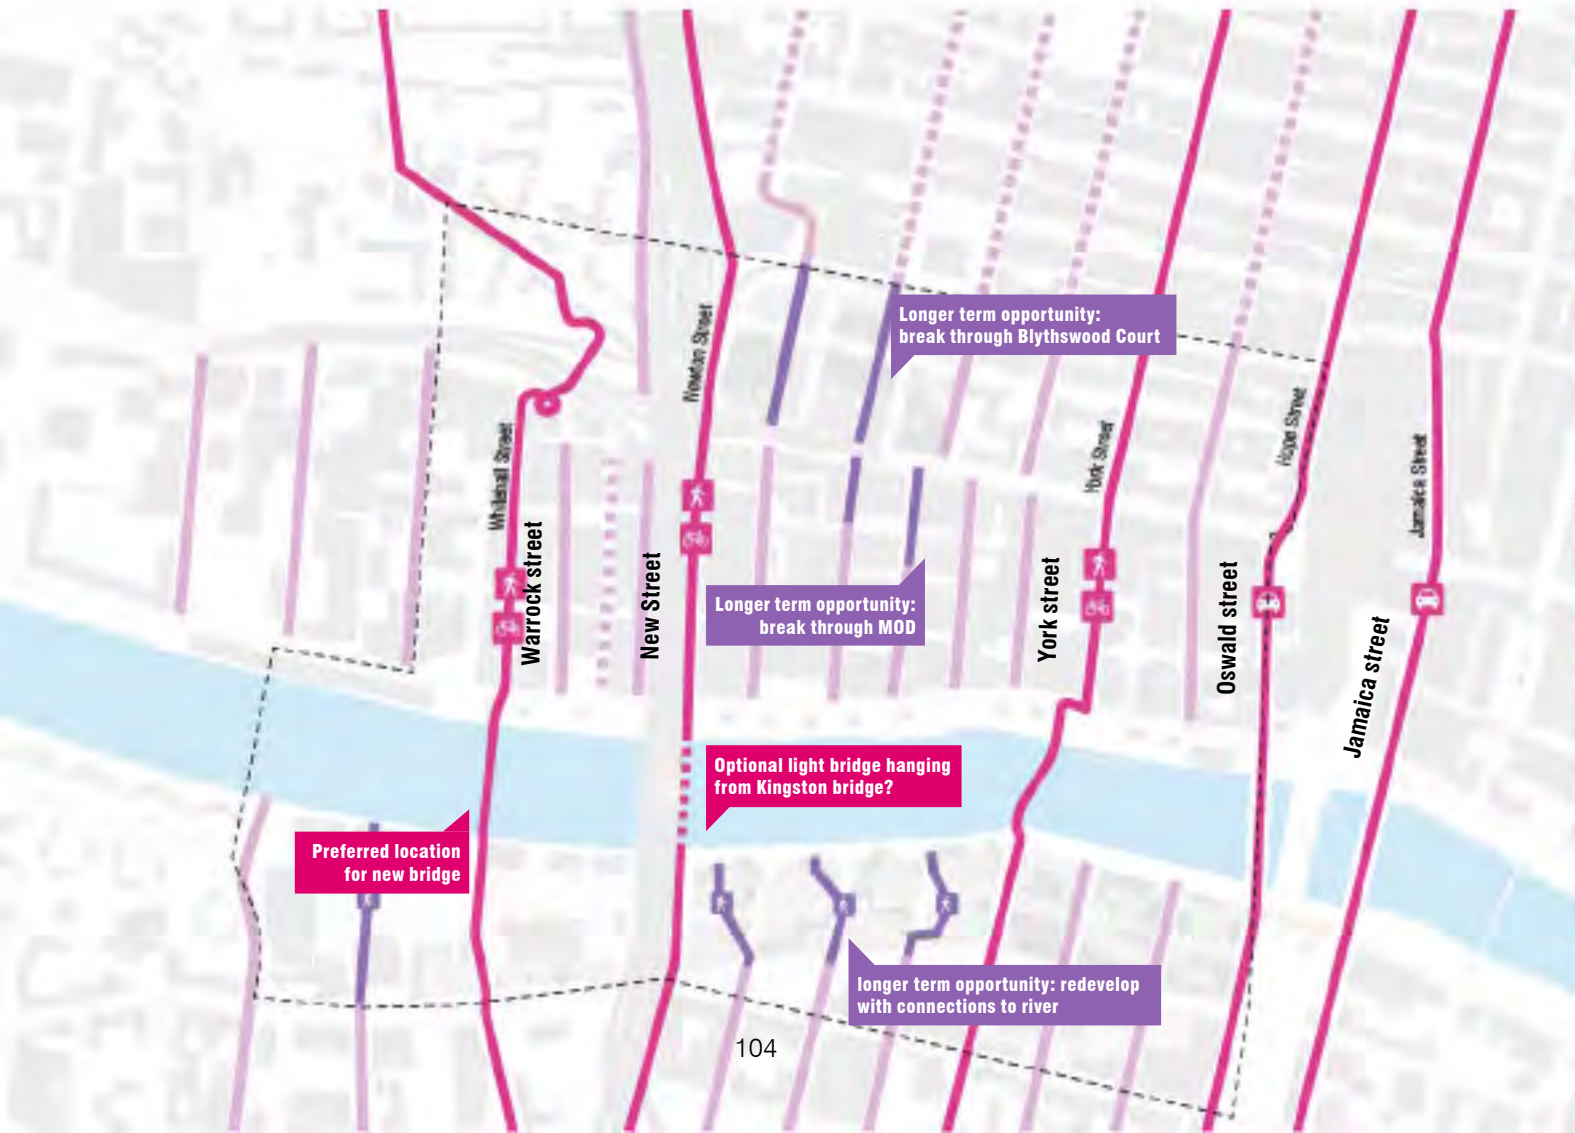 Longer term opportunity:
break through Blythswood Court
Newton Street
Hope Street
York Street
Whitehall Street
Jamaica Street
Warrock street
New Street
Longer term opportunity:
break through MOD
York street
Oswald street
Jamaica street
Optional light bridge hanging
from Kingston bridge?
Preferred location
for new bridge
longer term opportunity: redevelop
with connections to river
104